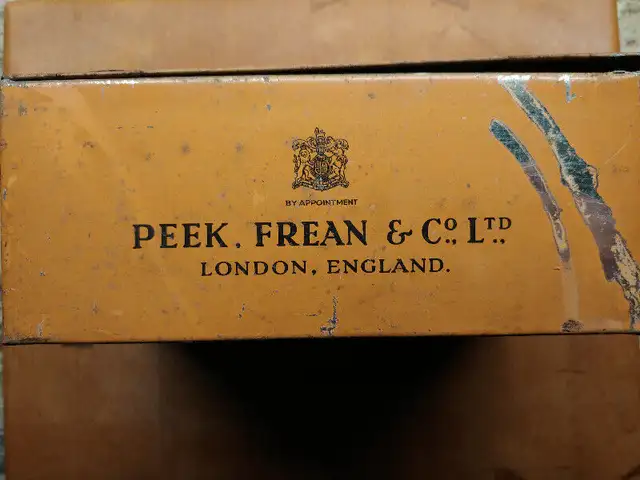 BY APPOINTMENT
PEEK, FREAN & Cº., LTD.,
LONDON, ENGLAND.